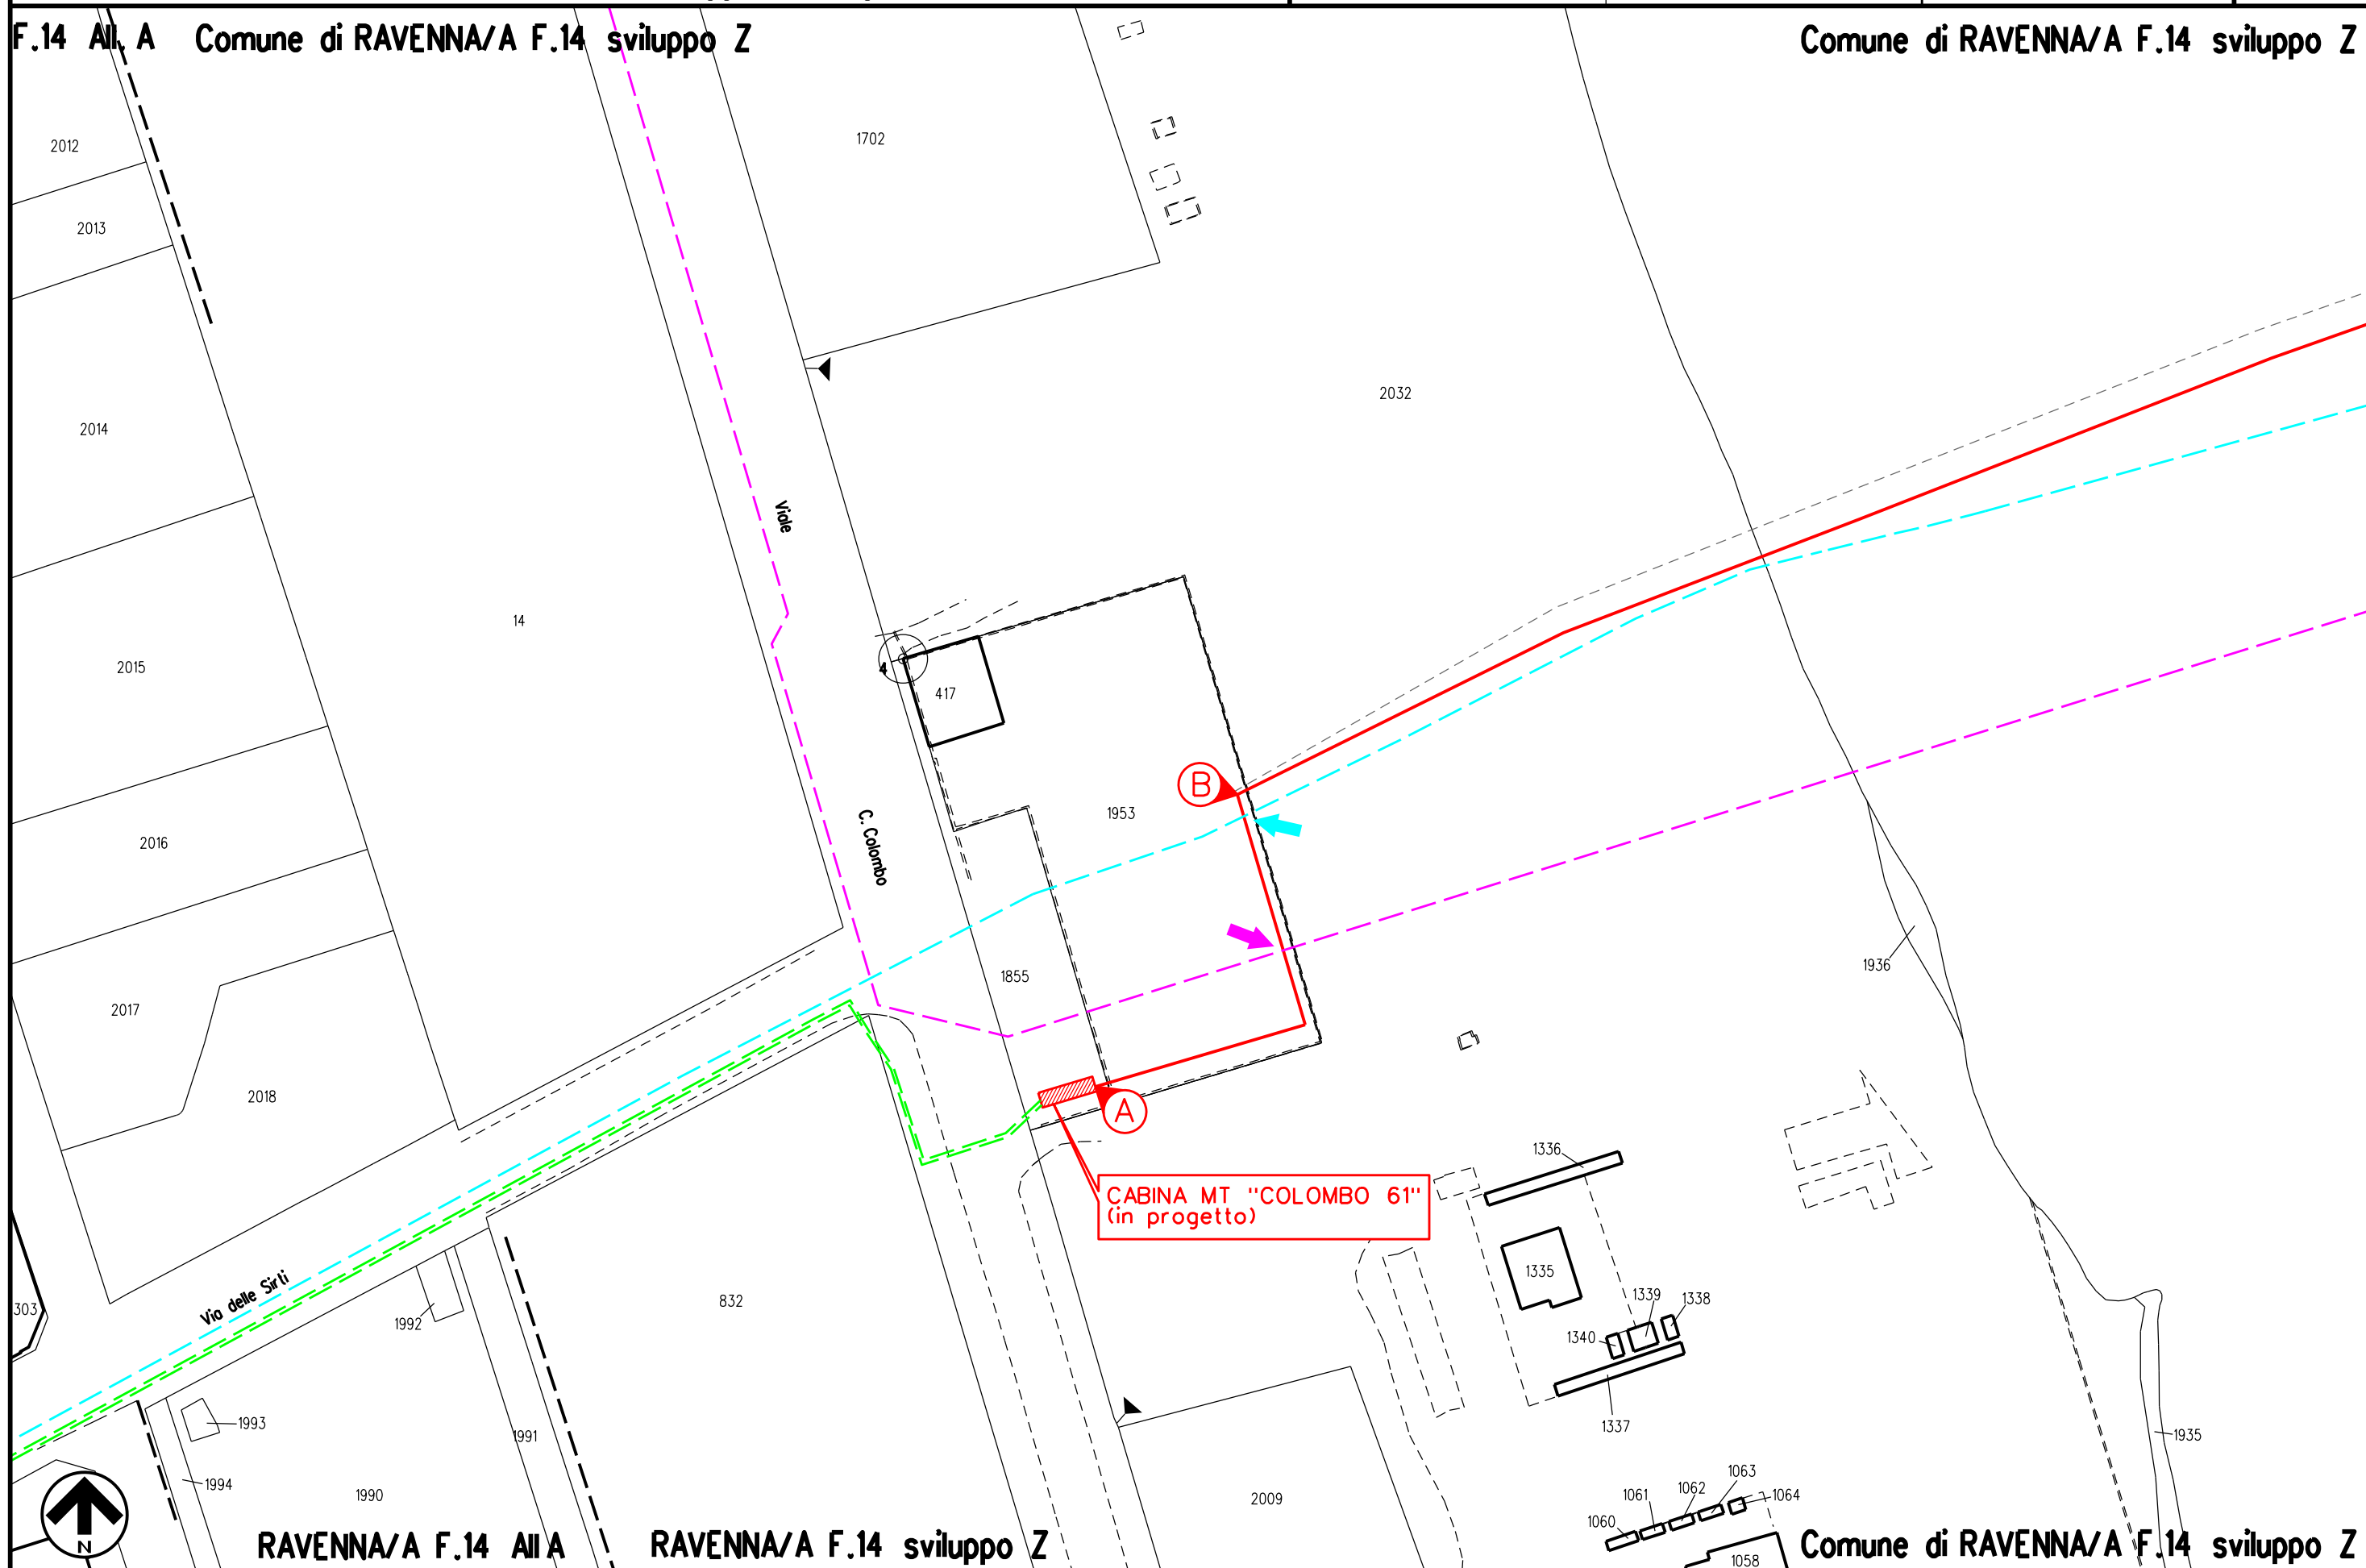 F.14 All. A
Comune di RAVENNA/A F.14 sviluppo Z
Comune di RAVENNA/A F.14 sviluppo Z
2012
1702
2013
2032
2014
Viale
14
2015
4
417
B
1953
C. Colombo
2016
1936
1855
2017
2018
A
1336
CABINA MT "COLOMBO 61"
(in progetto)
1335
Via delle Sirti
1339
1338
303
832
1992
1340
1993
1337
1991
1935
1994
1063
1062
1061
1064
1990
2009
1060
N
RAVENNA/A F.14 All A
RAVENNA/A F.14 sviluppo Z
Comune di RAVENNA/A F.14 sviluppo Z
1058